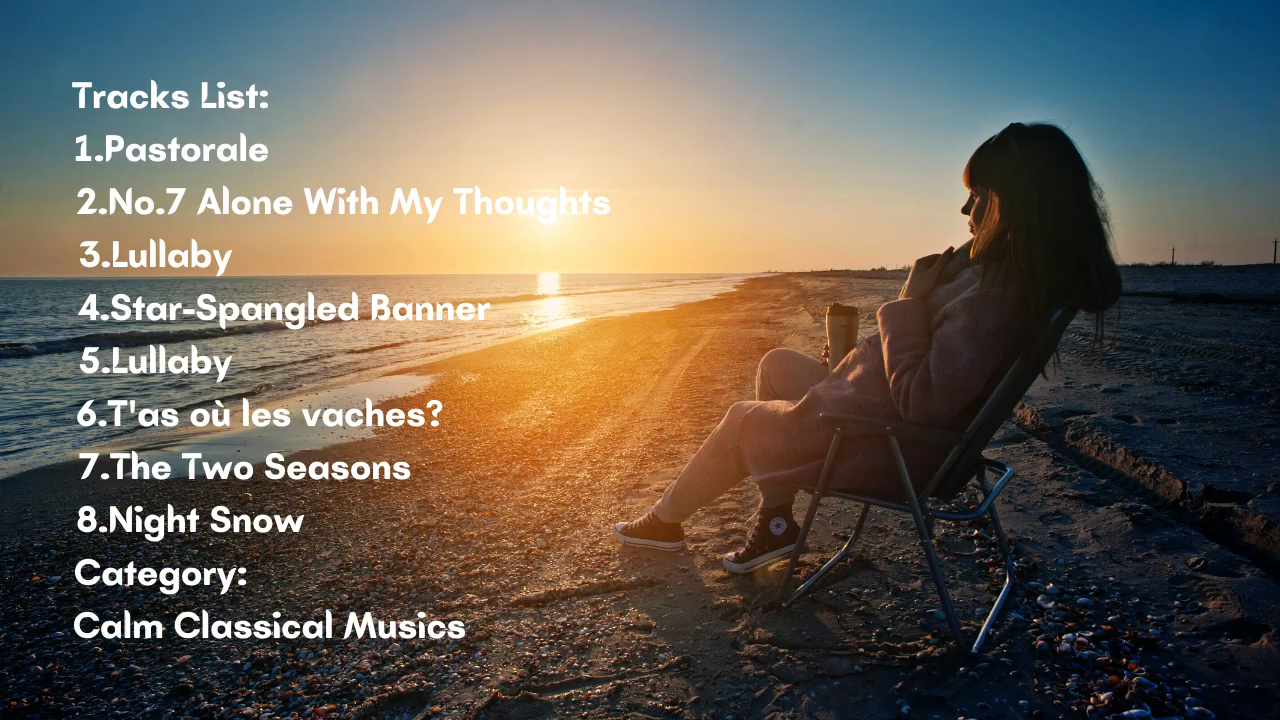 Tracks List:
1.Pastorale
2.No.7 Alone With My Thoughts
3.Lullaby
4.Star-Spangled Banner
5.Lullaby
6.T'as où les vaches?
7.The Two Seasons
8.Night Snow
Category:
Calm Classical Musics